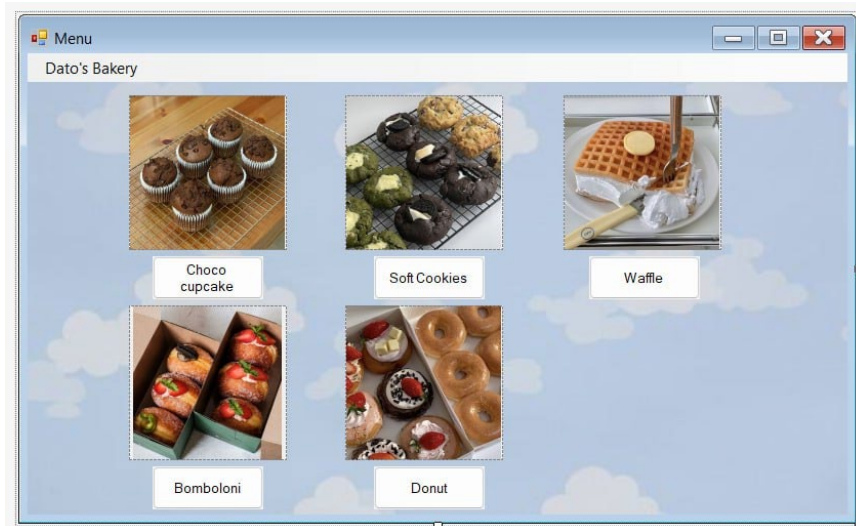 Menu
Dato's Bakery
Choco
cupcake
Soft Cookies
Waffle
Bomboloni
Donut